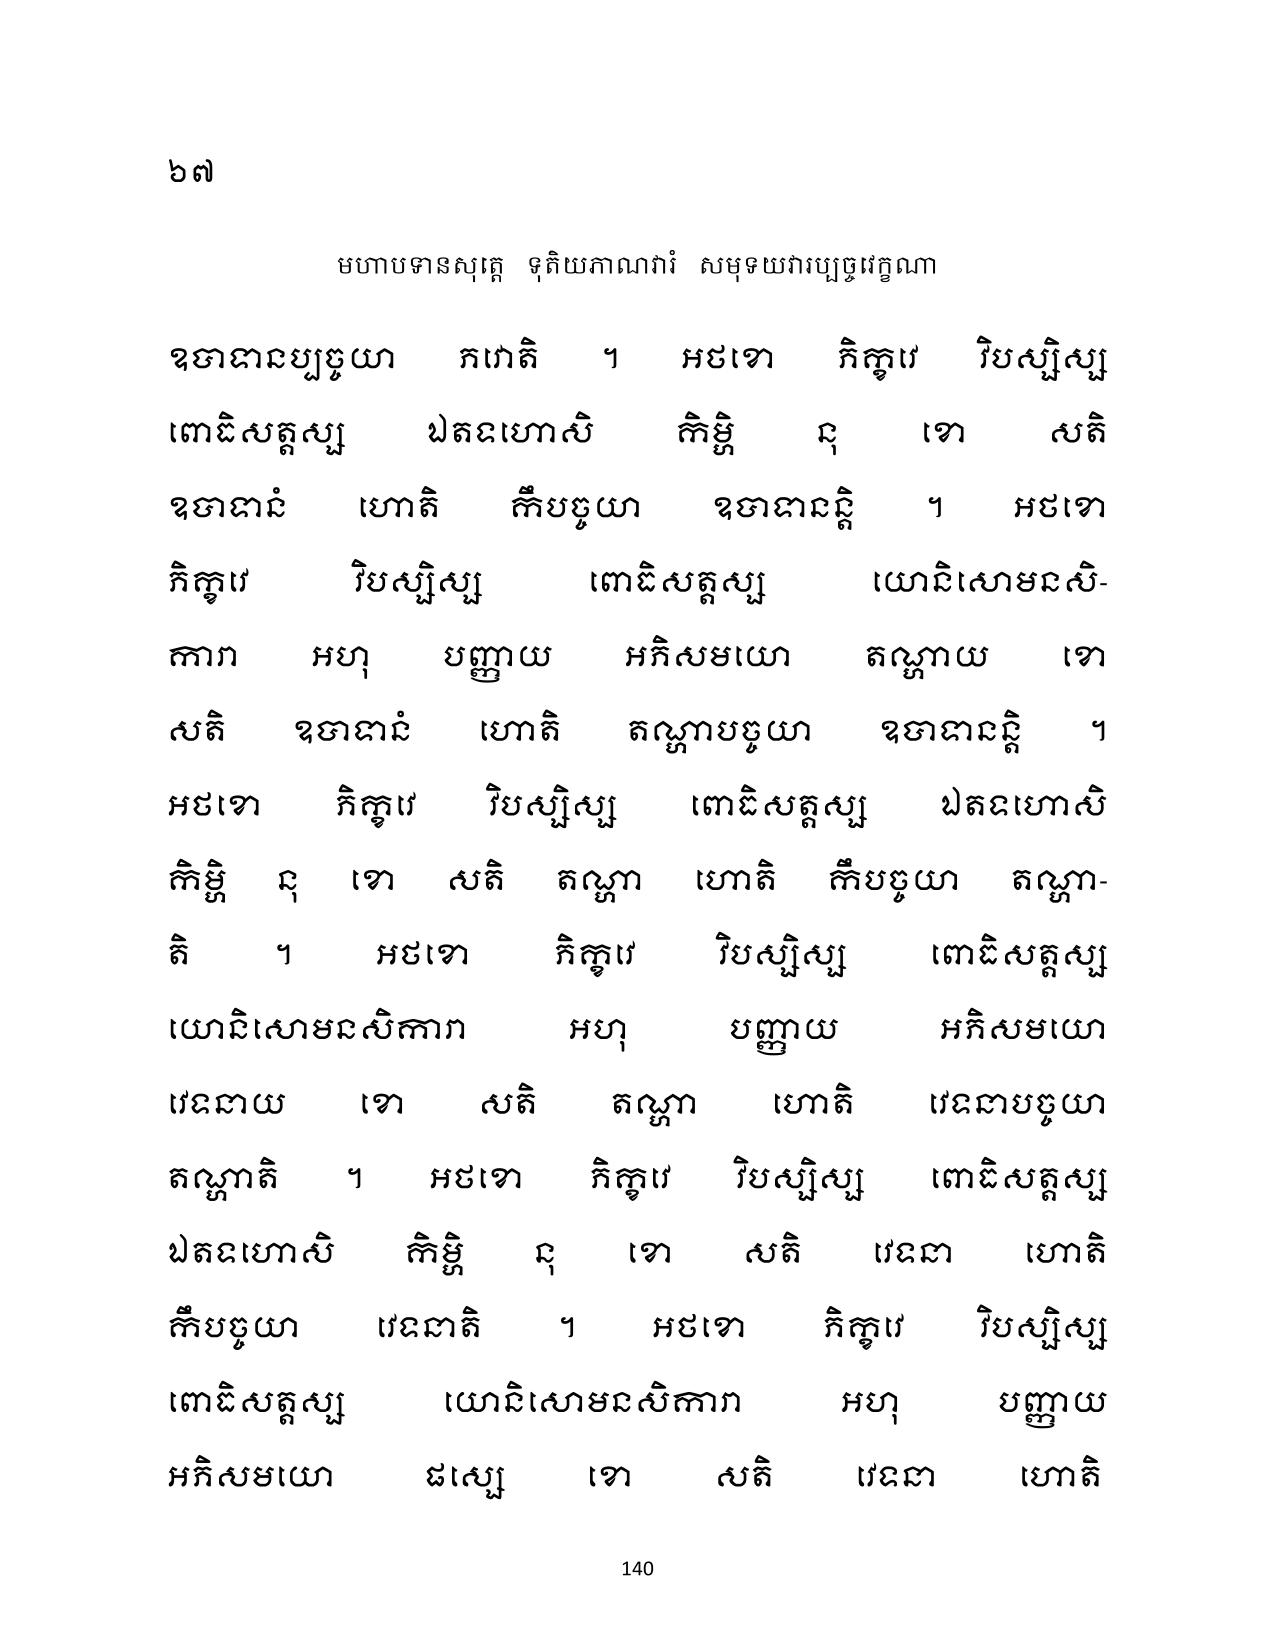 ៦៧
មហាបទានសុត្តេ ទុតិយភាណវារំ សមុទយវារប្បច្ចវេក្ខណា
ឧបាទានប្បច្ចយា ភវោតិ ។ អថខោ ភិក្ខវេ វិបស្សិស្ស
ពោធិសត្តស្ស ឯតទហោសិ កិម្ហិ នុ ខោ សតិ
ឧបាទានំ ហោតិ កឹបច្ចយា ឧបាទានន្តិ ។ អថខោ
ភិក្ខវេ វិបស្សិស្ស ពោធិសត្តស្ស យោនិសោមនសិ-
ការា អហុ បញ្ញាយ អភិសមយោ តណ្ហាយ ខោ
សតិ ឧបាទានំ ហោតិ តណ្ហាបច្ចយា ឧបាទានន្តិ ។
អថខោ ភិក្ខវេ វិបស្សិស្ស ពោធិសត្តស្ស ឯតទហោសិ
កិម្ហិ នុ ខោ សតិ តណ្ហា ហោតិ កឹបច្ចយា តណ្ហា-
តិ ។ អថខោ ភិក្ខវេ វិបស្សិស្ស ពោធិសត្តស្ស
យោនិសោមនសិការា អហុ បញ្ញាយ អភិសមយោ
វេទនាយ ខោ សតិ តណ្ហា ហោតិ វេទនាបច្ចយា
តណ្ហាតិ ។ អថខោ ភិក្ខវេ វិបស្សិស្ស ពោធិសត្តស្ស
ឯតទហោសិ កិម្ហិ នុ ខោ សតិ វេទនា ហោតិ
កឹបច្ចយា វេទនាតិ ។ អថខោ ភិក្ខវេ វិបស្សិស្ស
ពោធិសត្តស្ស យោនិសោមនសិការា អហុ បញ្ញាយ
អភិសមយោ ផស្សេ ខោ សតិ វេទនា ហោតិ
140